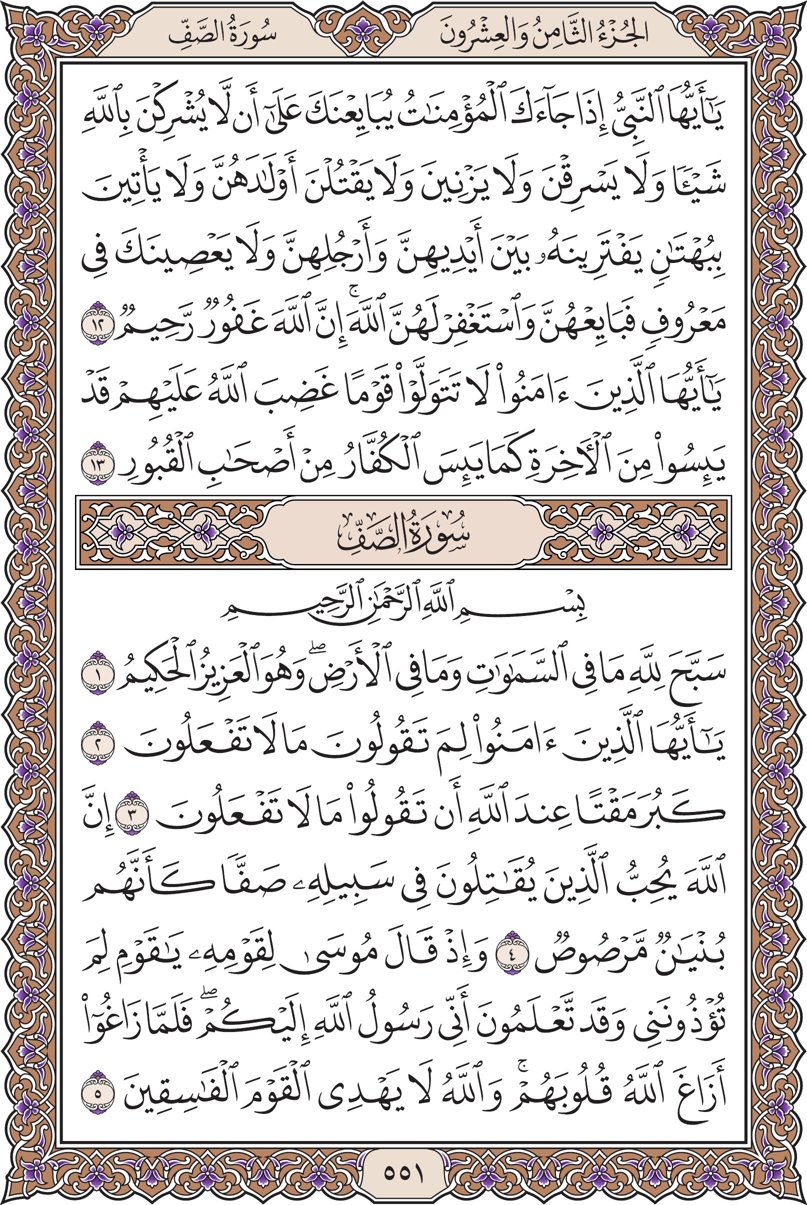 الجُزْءُ الثَّامِنُ وَالعِشْرُونَ
سُورَةُ الصَّفِّ
يَٰٓأَيُّهَا ٱلنَّبِيُّ إِذَا جَآءَكَ ٱلْمُؤْمِنَٰتُ يُبَايِعْنَكَ عَلَىٰٓ أَن لَّا يُشْرِكْنَ بِٱللَّهِ
شَيْـًٔا وَلَا يَسْرِقْنَ وَلَا يَزْنِينَ وَلَا يَقْتُلْنَ أَوْلَٰدَهُنَّ وَلَا يَأْتِينَ
بِبُهْتَٰنٍ يَفْتَرِينَهُۥ بَيْنَ أَيْدِيهِنَّ وَأَرْجُلِهِنَّ وَلَا يَعْصِينَكَ فِى
مَعْرُوفٍ فَبَايِعْهُنَّ وَٱسْتَغْفِرْ لَهُنَّ ٱللَّهَ ۚ إِنَّ ٱللَّهَ غَفُورٌ رَّحِيمٌ ١٢
يَٰٓأَيُّهَا ٱلَّذِينَ ءَامَنُوا۟ لَا تَتَوَلَّوْا۟ قَوْمًا غَضِبَ ٱللَّهُ عَلَيْهِمْ قَدْ
يَئِسُوا۟ مِنَ ٱلْءَاخِرَةِ كَمَا يَئِسَ ٱلْكُفَّارُ مِنْ أَصْحَٰبِ ٱلْقُبُورِ ١٣
سُورَةُ الصَّفِّ
بِسْمِ ٱللَّهِ ٱلرَّحْمَٰنِ ٱلرَّحِيمِ
سَبَّحَ لِلَّهِ مَا فِى ٱلسَّمَٰوَٰتِ وَمَا فِى ٱلْأَرْضِ ۖ وَهُوَ ٱلْعَزِيزُ ٱلْحَكِيمُ ١
يَٰٓأَيُّهَا ٱلَّذِينَ ءَامَنُوا۟ لِمَ تَقُولُونَ مَا لَا تَفْعَلُونَ ٢
كَبُرَ مَقْتًا عِندَ ٱللَّهِ أَن تَقُولُوا۟ مَا لَا تَفْعَلُونَ ٣ إِنَّ
ٱللَّهَ يُحِبُّ ٱلَّذِينَ يُقَٰتِلُونَ فِى سَبِيلِهِۦ صَفًّا كَأَنَّهُم
بُنْيَٰنٌ مَّرْصُوصٌ ٤ وَإِذْ قَالَ مُوسَىٰ لِقَوْمِهِۦ يَٰقَوْمِ لِمَ
تُؤْذُونَنِى وَقَد تَّعْلَمُونَ أَنِّى رَسُولُ ٱللَّهِ إِلَيْكُمْ ۖ فَلَمَّا زَاغُوٓا۟
أَزَاغَ ٱللَّهُ قُلُوبَهُمْ ۚ وَٱللَّهُ لَا يَهْدِى ٱلْقَوْمَ ٱلْفَٰسِقِينَ ٥
٥٥١